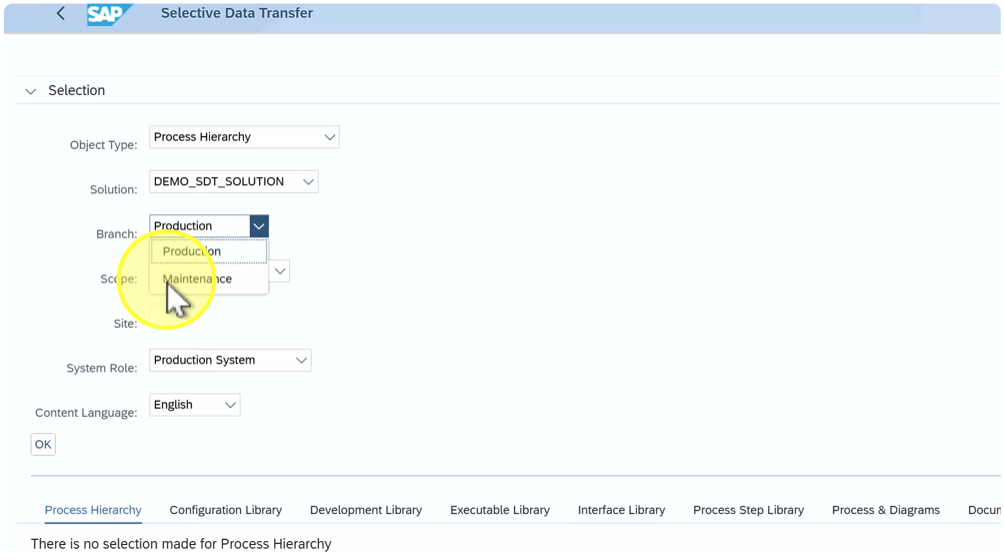 SAP Selective Data Transfer
Selection
Object Type: Process Hierarchy
Solution: DEMO_SDT_SOLUTION
Branch: Production
Production
Scope: Maintenance
Site:
System Role: Production System
Content Language: English
OK
Process Hierarchy Configuration Library Development Library Executable Library Interface Library Process Step Library Process & Diagrams Docum
There is no selection made for Process Hierarchy